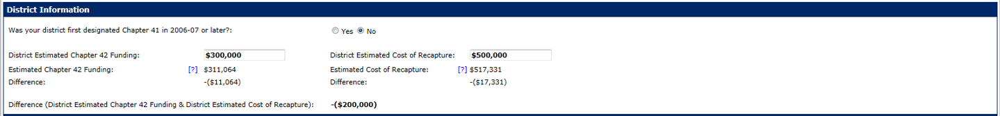 District Information
Was your district first designated Chapter 41 in 2006-07 or later?: Yes No
District Estimated Chapter 42 Funding: $300,000 District Estimated Cost of Recapture: $500,000
Estimated Chapter 42 Funding: [?] $311,064 Estimated Cost of Recapture: [?] $517,331
Difference: -($11,064) Difference: -($17,331)
Difference (District Estimated Chapter 42 Funding & District Estimated Cost of Recapture): -($200,000)